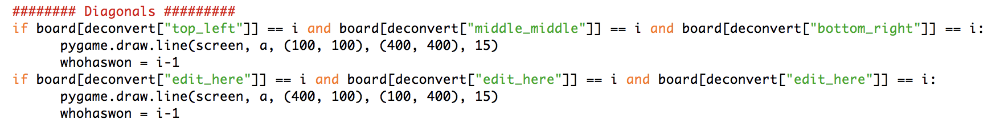 ######## Diagonals #########
if board[deconvert["top_left"]] == i and board[deconvert["middle_middle"]] == i and board[deconvert["bottom_right"]] == i:
pygame.draw.line(screen, a, (100, 100), (400, 400), 15)
whohaswon = i-1
if board[deconvert["edit_here"]] == i and board[deconvert["edit_here"]] == i and board[deconvert["edit_here"]] == i:
pygame.draw.line(screen, a, (400, 100), (100, 400), 15)
whohaswon = i-1